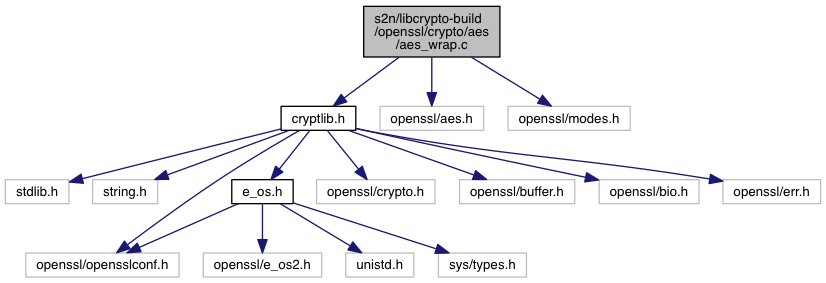 s2n/libcrypto-build
/openssl/crypto/aes
/aes_wrap.c
cryptlib.h
openssl/aes.h
openssl/modes.h
stdlib.h
string.h
e_os.h
openssl/crypto.h
openssl/buffer.h
openssl/bio.h
openssl/err.h
openssl/opensslconf.h
openssl/e_os2.h
unistd.h
sys/types.h